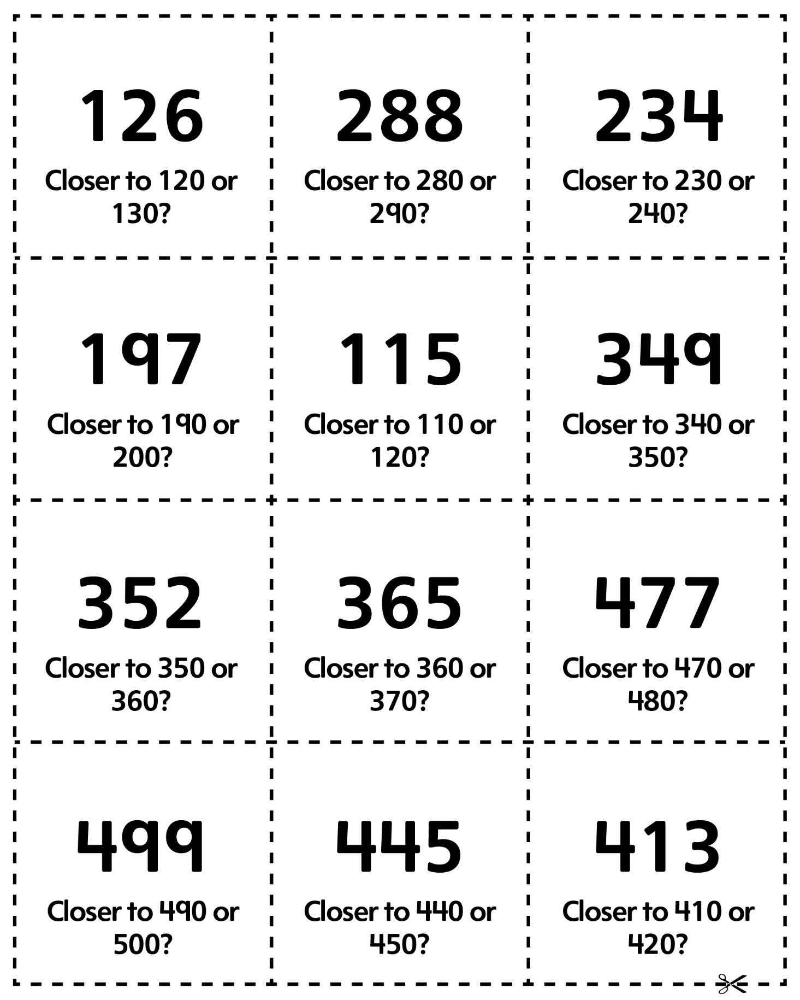 126
Closer to 120 or
130?
288
Closer to 280 or
290?
234
Closer to 230 or
240?
197
Closer to 190 or
200?
115
Closer to 110 or
120?
349
Closer to 340 or
350?
352
Closer to 350 or
360?
365
Closer to 360 or
370?
477
Closer to 470 or
480?
499
Closer to 490 or
500?
445
Closer to 440 or
450?
413
Closer to 410 or
420?